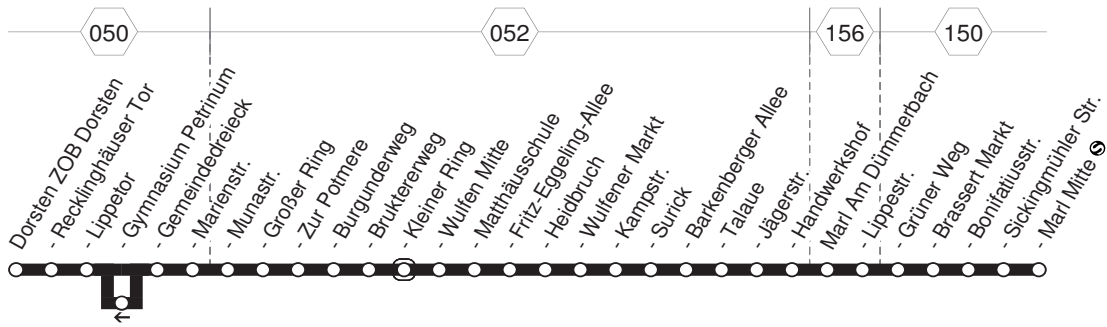 050
052
156
150
Dorsten ZOB Dorsten
- Recklinghäuser Tor
- Lippetor
- Gymnasium Petrinum
- Gemeindedreieck
- Marienstr.
- Munastr.
- Großer Ring
- Zur Potmere
- Burgunderweg
- Bruktererweg
- Kleiner Ring
- Wulfen Mitte
- Matthäusschule
- Fritz-Eggeling-Allee
- Heidbruch
- Wulfener Markt
- Kampstr.
- Surick
- Barkenberger Allee
- Talaue
- Jägerstr.
- Handwerkshof
Marl Am Dümmerbach
- Lippestr.
- Grüner Weg
- Brassert Markt
- Bonifatiusstr.
- Sickingmühler Str.
- Marl Mitte S